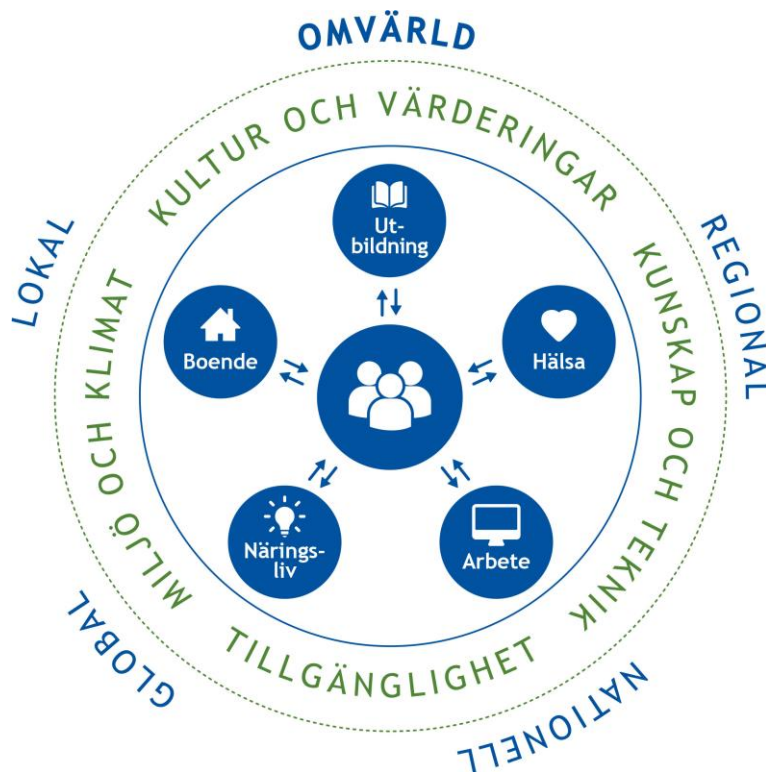 OMVÄRLD
KULTUR OCH VÄRDERINGAR
LOKAL
REGIONAL
MILJÖ OCH KLIMAT
KUNSKAP OCH TEKNIK
Ut-
bildning
Boende
Hälsa
Närings-
liv
Arbete
TILLGÄNGLIGHET
GLOBAL
NATIONELL